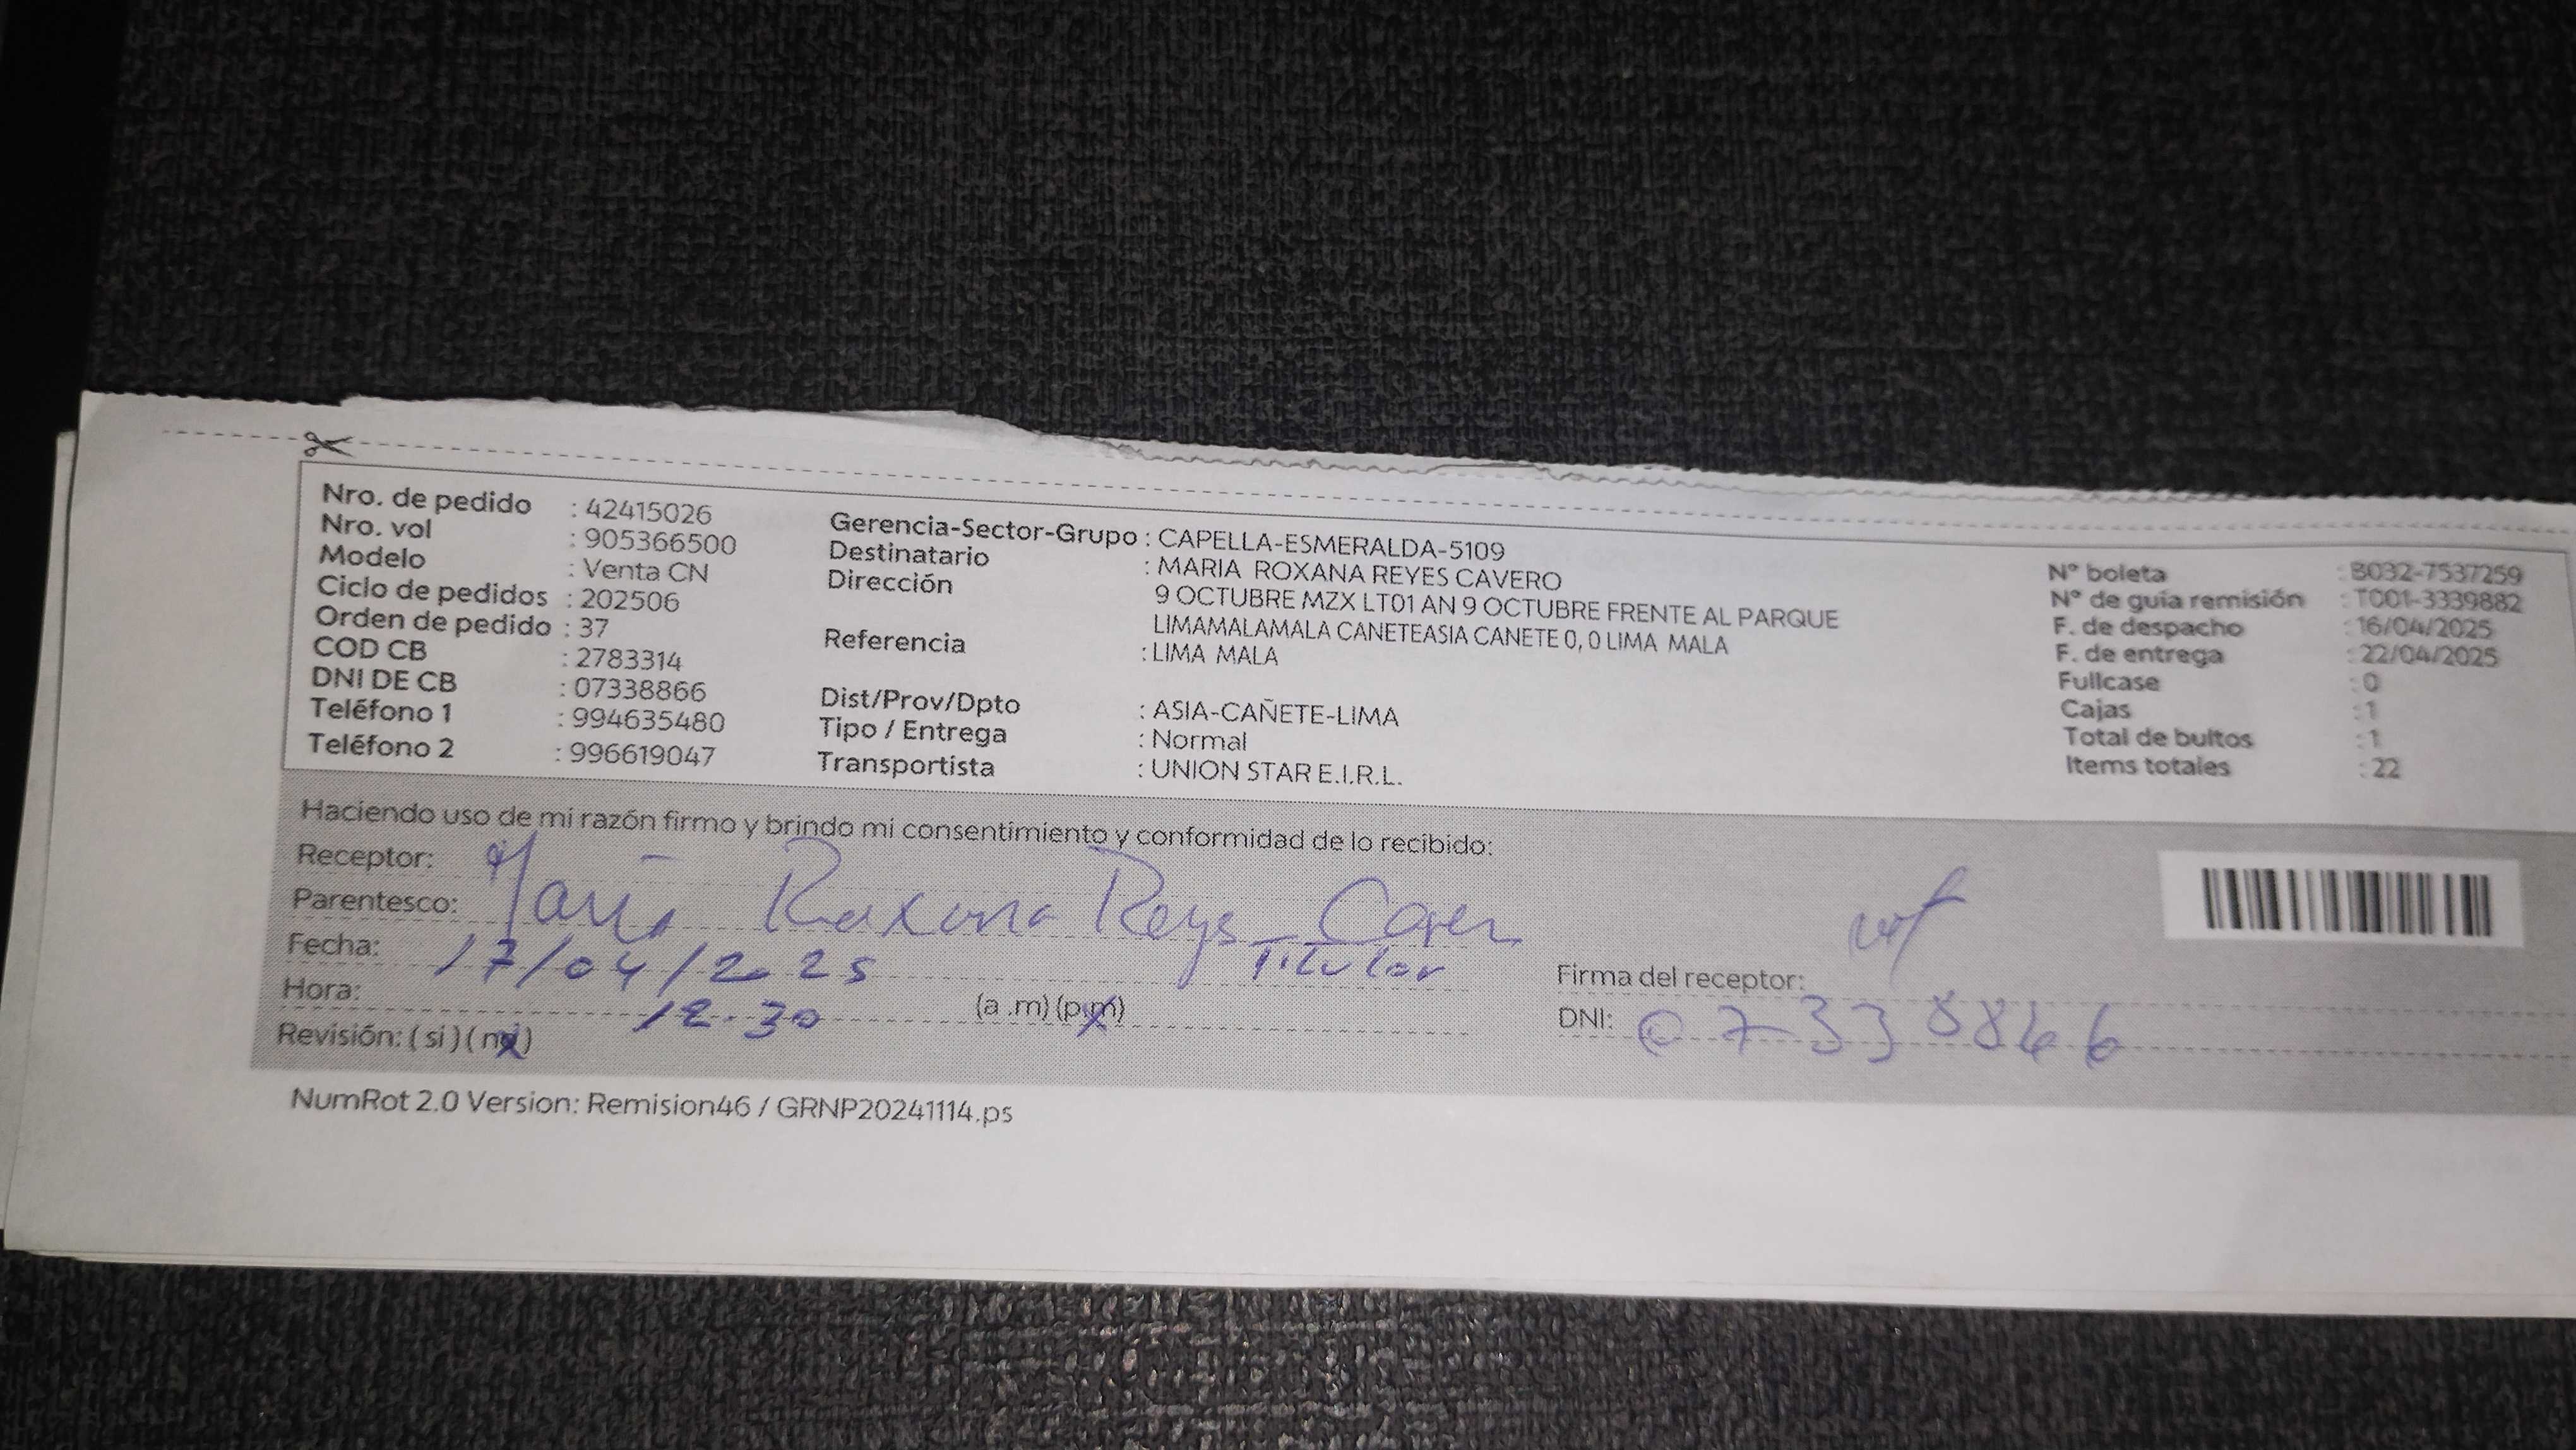 Nro. de pedido : 42415026
Nro. vol : 905366500
Modelo : Venta CN
Ciclo de pedidos : 202506
Orden de pedido : 37
COD CB : 2783314
DNI DE CB : 07338866
Teléfono 1 : 994635480
Teléfono 2 : 996619047
Gerencia-Sector-Grupo : CAPELLA-ESMERALDA-5109
Destinatario : MARIA ROXANA REYES CAVERO
Dirección 9 OCTUBRE MZX LT01 AN 9 OCTUBRE FRENTE AL PARQUE
LIMAMALAMALA CANETEASIA CANETE 0, 0 LIMA MALA
Referencia : LIMA MALA
Dist/Prov/Dpto : ASIA-CAÑETE-LIMA
Tipo / Entrega : Normal
Transportista : UNION STAR E.I.R.L.
N° boleta : B032-7537259
N° de guía remisión : T001-3339882
F. de despacho : 16/04/2025
F. de entrega : 22/04/2025
Fullcase : 0
Cajas : 1
Total de bultos : 1
Items totales : 22
Haciendo uso de mi razón firmo y brindo mi consentimiento y conformidad de lo recibido:
Receptor: Maria Roxana Reyes
Parentesco: Titular
Fecha: 17/04/2025
Hora: 12.30 (a .m) (p.m)
Revisión: ( si ) ( no )
Firma del receptor:
DNI: 07338866
NumRot 2.0 Version: Remision46 / GRNP20241114.ps